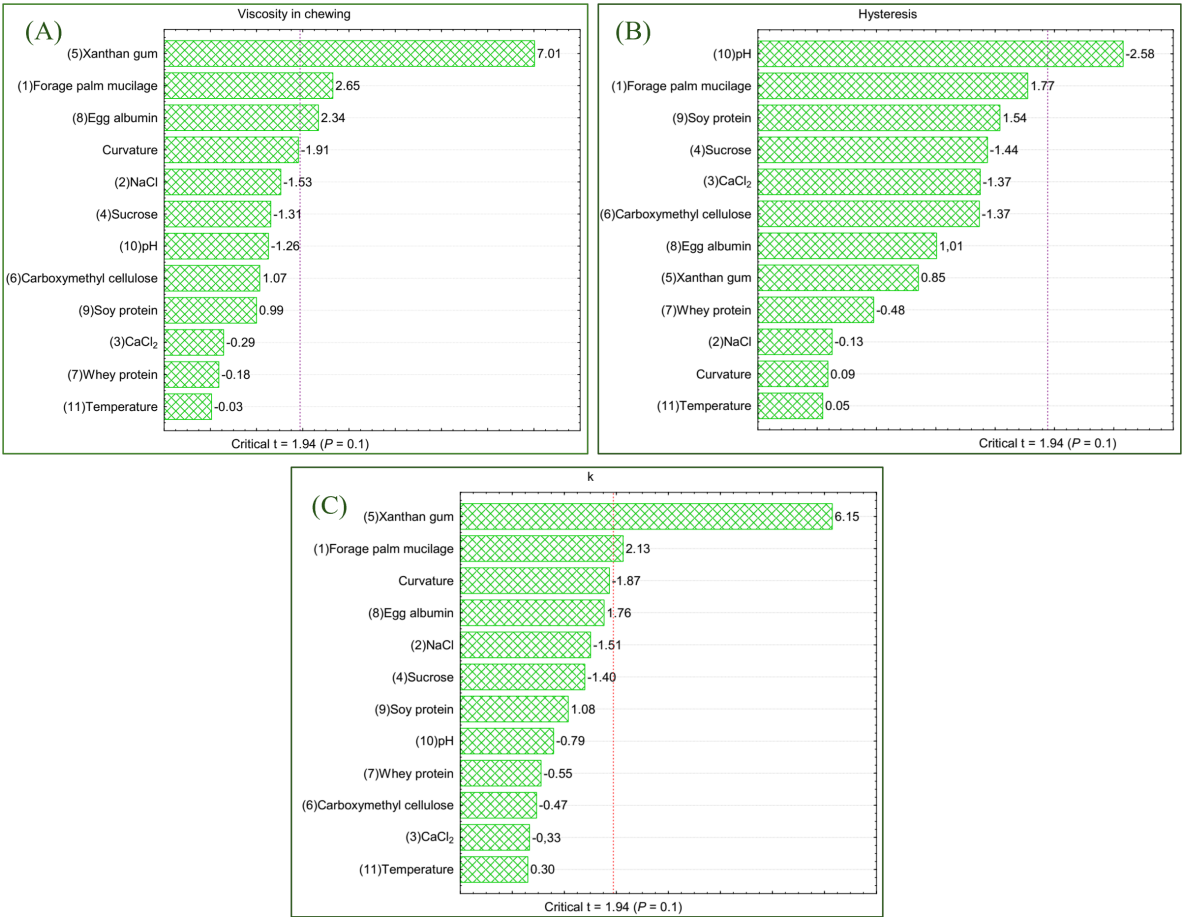 (A)
Viscosity in chewing
(5)Xanthan gum 7.01
(1)Forage palm mucilage 2.65
(8)Egg albumin 2.34
Curvature -1.91
(2)NaCl -1.53
(4)Sucrose -1.31
(10)pH -1.26
(6)Carboxymethyl cellulose 1.07
(9)Soy protein 0.99
(3)CaCl₂ -0.29
(7)Whey protein -0.18
(11)Temperature -0.03
Critical t = 1.94 (P = 0.1)
(B)
Hysteresis
(10)pH -2.58
(1)Forage palm mucilage 1.77
(9)Soy protein 1.54
(4)Sucrose -1.44
(3)CaCl₂ -1.37
(6)Carboxymethyl cellulose -1.37
(8)Egg albumin 1,01
(5)Xanthan gum 0.85
(7)Whey protein -0.48
(2)NaCl -0.13
Curvature 0.09
(11)Temperature 0.05
Critical t = 1.94 (P = 0.1)
(C)
k
(5)Xanthan gum 6.15
(1)Forage palm mucilage 2.13
Curvature -1.87
(8)Egg albumin 1.76
(2)NaCl -1.51
(4)Sucrose -1.40
(9)Soy protein 1.08
(10)pH -0.79
(7)Whey protein -0.55
(6)Carboxymethyl cellulose -0.47
(3)CaCl₂ -0,33
(11)Temperature 0.30
Critical t = 1.94 (P = 0.1)